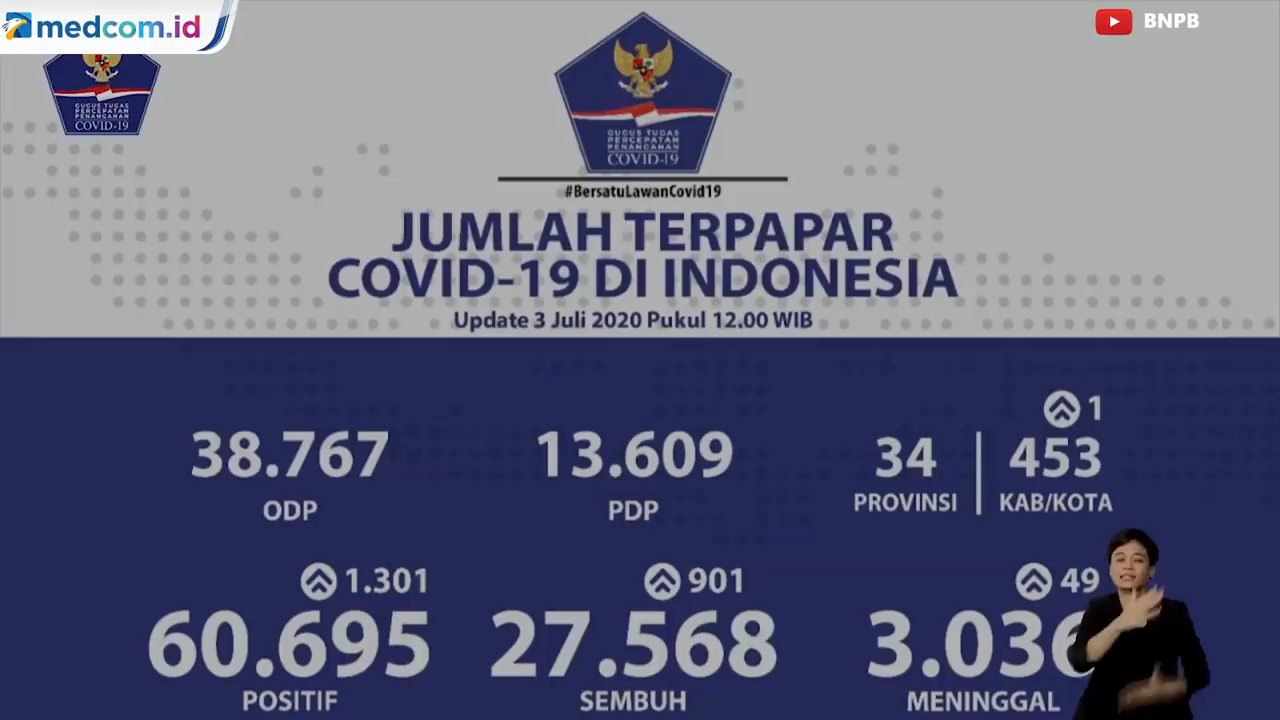 medcom.id
BNPB
GUGUS TUGAS
PERCEPATAN
PENANGANAN
COVID-19
GUGUS TUGAS
PERCEPATAN
PENANGANAN
COVID-19
#BersatuLawanCovid19
JUMLAH TERPAPAR
COVID-19 DI INDONESIA
Update 3 Juli 2020 Pukul 12.00 WIB
38.767
ODP
13.609
PDP
34
PROVINSI
1
453
KAB/KOTA
1.301
60.695
POSITIF
901
27.568
SEMBUH
49
3.036
MENINGGAL